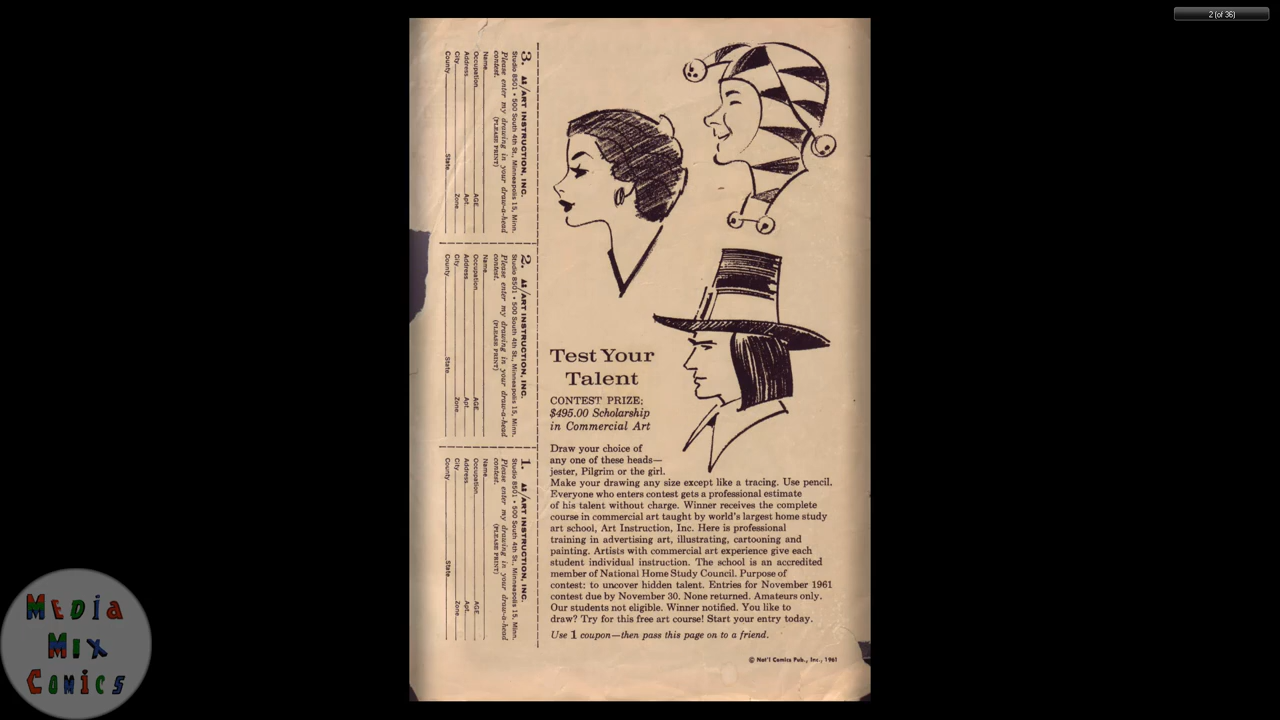 2 (of 36)
3. AI/ART INSTRUCTION, INC.
Studio 8501 • 500 South 4th St., Minneapolis 15, Minn.
Please enter my drawing in your draw-a-head
contest. (PLEASE PRINT)
Name
Occupation AGE
Address Apt.
City Zone
County State
2. AI/ART INSTRUCTION, INC.
Studio 8501 • 500 South 4th St., Minneapolis 15, Minn.
Please enter my drawing in your draw-a-head
contest. (PLEASE PRINT)
Name
Occupation AGE
Address Apt.
City Zone
County State
1. AI/ART INSTRUCTION, INC.
Studio 8501 • 500 South 4th St., Minneapolis 15, Minn.
Please enter my drawing in your draw-a-head
contest. (PLEASE PRINT)
Name
Occupation AGE
Address Apt.
City Zone
County State
Test Your
Talent
CONTEST PRIZE:
$495.00 Scholarship
in Commercial Art
Draw your choice of
any one of these heads—
jester, Pilgrim or the girl.
Make your drawing any size except like a tracing. Use pencil.
Everyone who enters contest gets a professional estimate
of his talent without charge. Winner receives the complete
course in commercial art taught by world's largest home study
art school, Art Instruction, Inc. Here is professional
training in advertising art, illustrating, cartooning and
painting. Artists with commercial art experience give each
student individual instruction. The school is an accredited
member of National Home Study Council. Purpose of
contest: to uncover hidden talent. Entries for November 1961
contest due by November 30. None returned. Amateurs only.
Our students not eligible. Winner notified. You like to
draw? Try for this free art course! Start your entry today.
Use 1 coupon—then pass this page on to a friend.
© Nat'l Comics Pub., Inc., 1961
MEDIA
MIX
COMICS